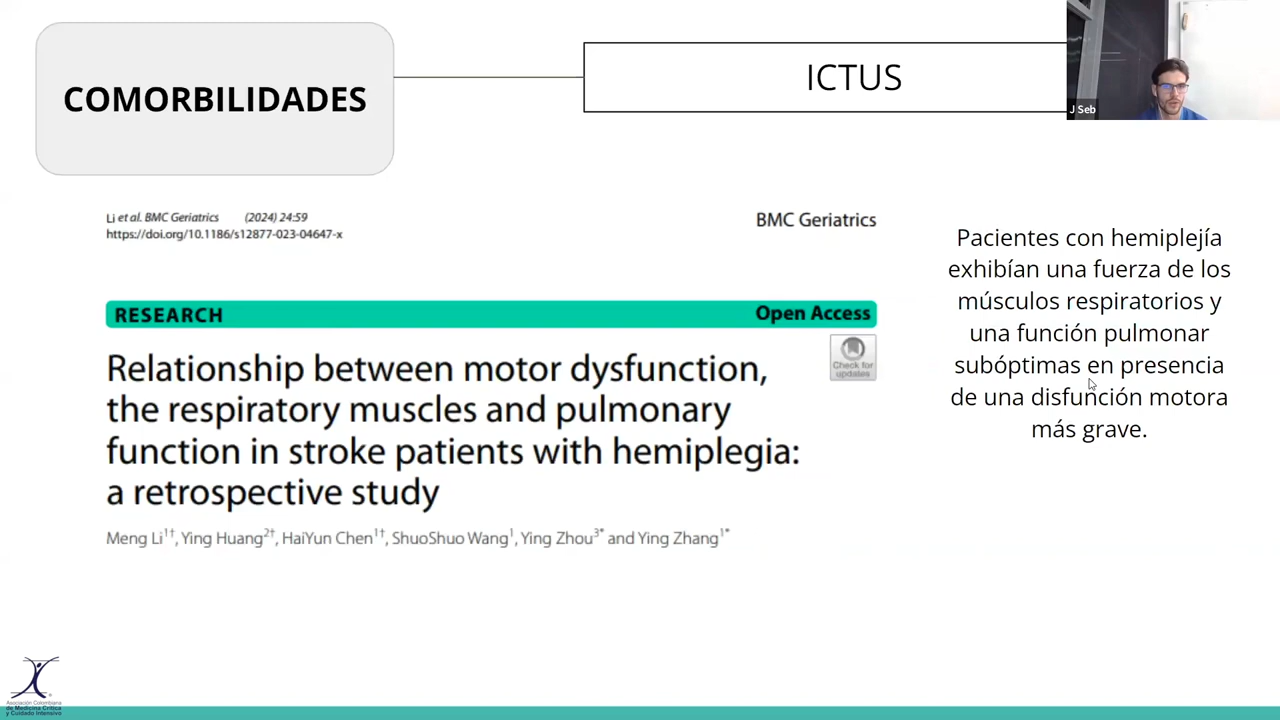 COMORBILIDADES
ICTUS
J Seb
Li et al. BMC Geriatrics (2024) 24:59
https://doi.org/10.1186/s12877-023-04647-x
BMC Geriatrics
Pacientes con hemiplejía
exhibían una fuerza de los
músculos respiratorios y
una función pulmonar
subóptimas en presencia
de una disfunción motora
más grave.
RESEARCH
Open Access
Check for
updates
Relationship between motor dysfunction,
the respiratory muscles and pulmonary
function in stroke patients with hemiplegia:
a retrospective study
Meng Li1†, Ying Huang2†, HaiYun Chen1†, ShuoShuo Wang1, Ying Zhou3* and Ying Zhang1*
Asociación Colombiana
de Medicina Crítica
y Cuidado Intensivo